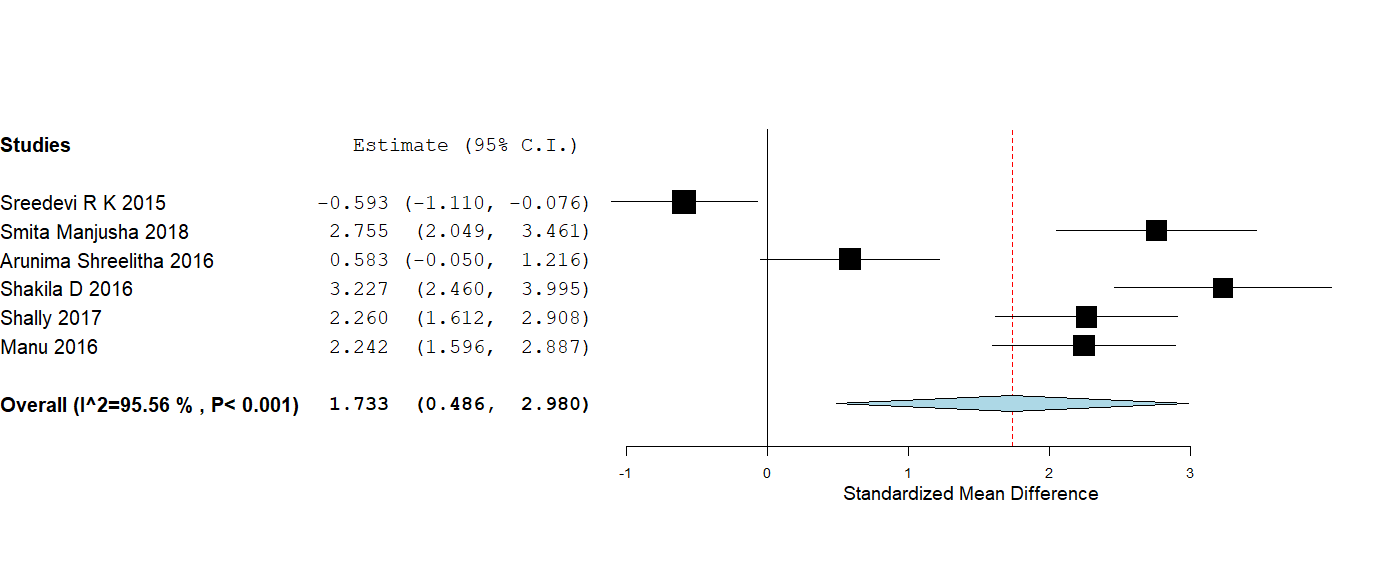 Studies Estimate (95% C.I.)
Sreedevi R K 2015 -0.593 (-1.110, -0.076)
Smita Manjusha 2018 2.755 (2.049, 3.461)
Arunima Shreelitha 2016 0.583 (-0.050, 1.216)
Shakila D 2016 3.227 (2.460, 3.995)
Shally 2017 2.260 (1.612, 2.908)
Manu 2016 2.242 (1.596, 2.887)
Overall (I^2=95.56 % , P< 0.001) 1.733 (0.486, 2.980)
-1 0 1 2 3
Standardized Mean Difference